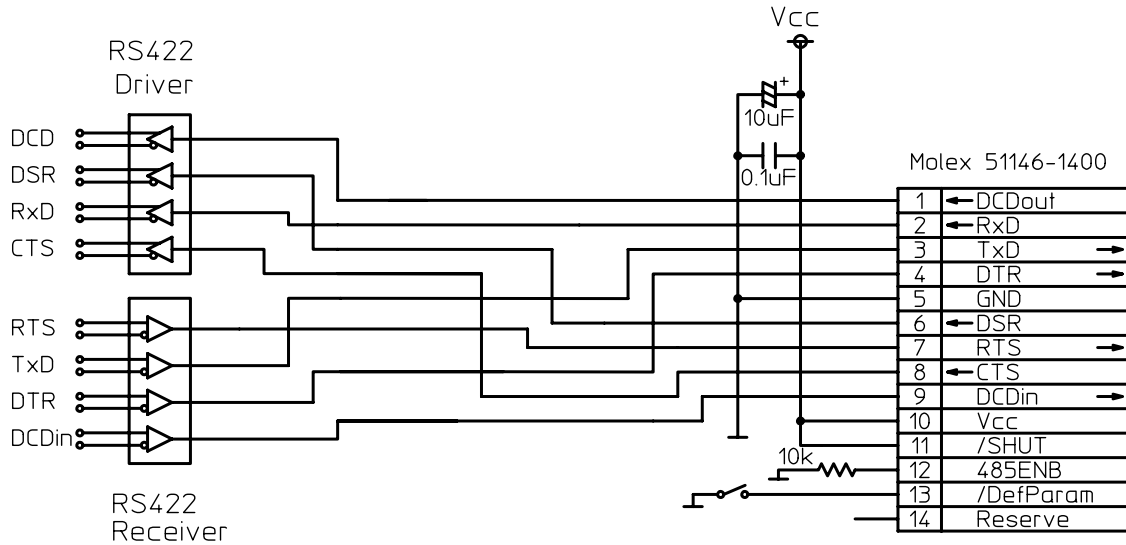 Vcc
RS422
Driver
DCD
DSR
RxD
CTS
+
10uF
0.1uF
Molex 51146-1400
1 DCDout
2 RxD
3 TxD
4 DTR
5 GND
6 DSR
7 RTS
8 CTS
9 DCDin
10 Vcc
11 /SHUT
12 485ENB
13 /DefParam
14 Reserve
RTS
TxD
DTR
DCDin
10k
RS422
Receiver